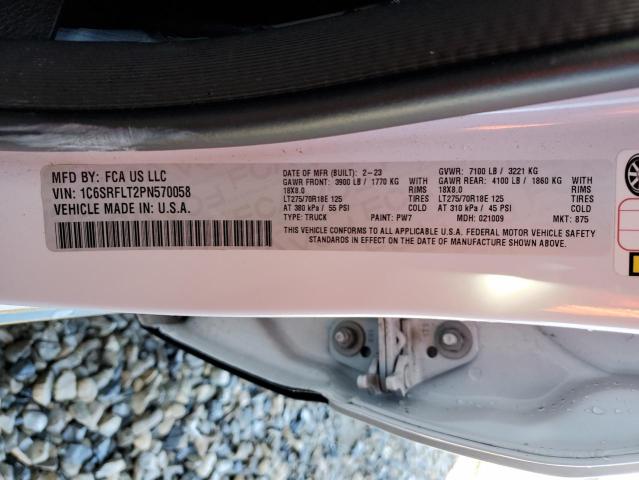 MFD BY: FCA US LLC
VIN: 1C6SRFLT2PN570058
VEHICLE MADE IN: U.S.A.
DATE OF MFR (BUILT): 2-23 GVWR: 7100 LB / 3221 KG
GAWR FRONT: 3900 LB / 1770 KG WITH GAWR REAR: 4100 LB / 1860 KG WITH
18X8.0 RIMS 18X8.0 RIMS
LT275/70R18E 125 TIRES LT275/70R18E 125 TIRES
AT 380 kPa / 55 PSI COLD AT 310 kPa / 45 PSI COLD
TYPE: TRUCK PAINT: PW7 MDH: 021009 MKT: 875
THIS VEHICLE CONFORMS TO ALL APPLICABLE U.S.A. FEDERAL MOTOR VEHICLE SAFETY
STANDARDS IN EFFECT ON THE DATE OF MANUFACTURE SHOWN ABOVE.